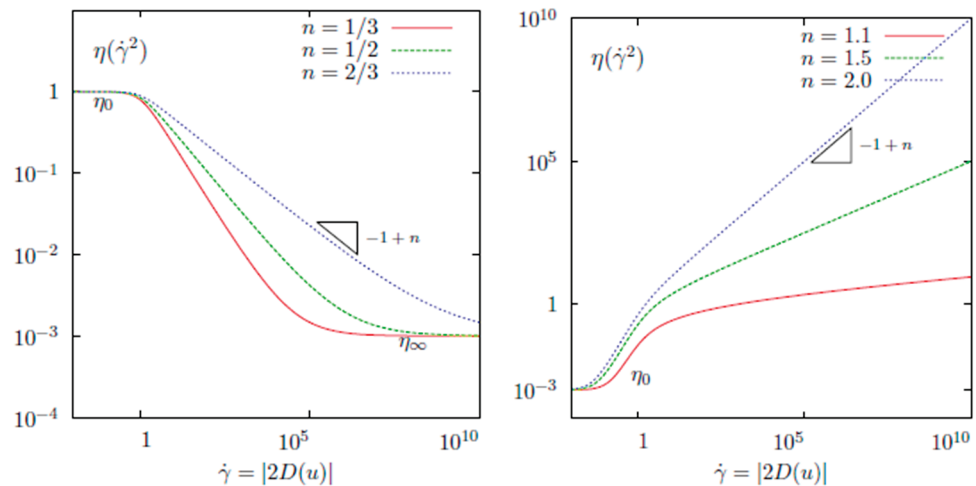 η(γ̇²)
n = 1/3
n = 1/2
n = 2/3
1
η₀
10⁻¹
10⁻²
−1 + n
10⁻³
η∞
10⁻⁴
1
10⁵
10¹⁰
γ̇ = |2D(u)|
10¹⁰
η(γ̇²)
n = 1.1
n = 1.5
n = 2.0
−1 + n
10⁵
1
η₀
10⁻³
1
10⁵
10¹⁰
γ̇ = |2D(u)|